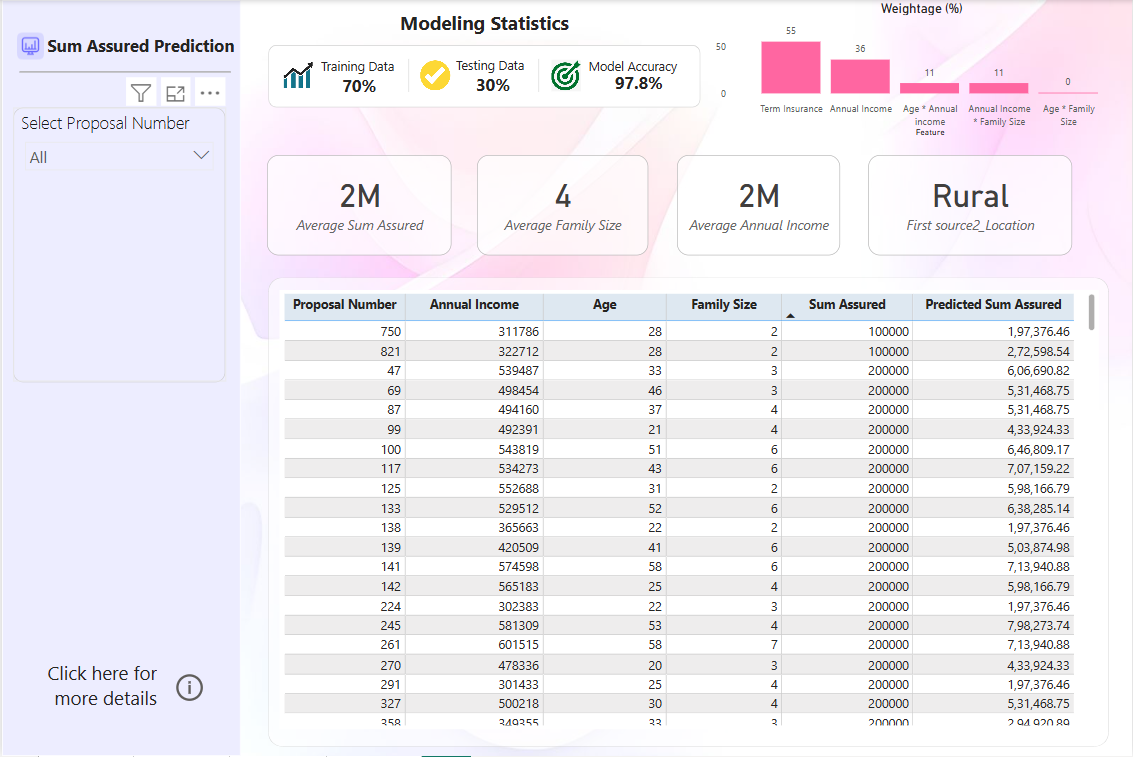 Sum Assured Prediction
Select Proposal Number
All
Click here for
more details
Modeling Statistics
Training Data
70%
Testing Data
30%
Model Accuracy
97.8%
Weightage (%)
50
0
55
36
11
11
0
Term Insurance
Annual Income
Age * Annual
income
Feature
Annual Income
* Family Size
Age * Family
Size
2M
Average Sum Assured
4
Average Family Size
2M
Average Annual Income
Rural
First source2_Location
Proposal Number Annual Income Age Family Size Sum Assured Predicted Sum Assured
750 311786 28 2 100000 1,97,376.46
821 322712 28 2 100000 2,72,598.54
47 539487 33 3 200000 6,06,690.82
69 498454 46 3 200000 5,31,468.75
87 494160 37 4 200000 5,31,468.75
99 492391 21 4 200000 4,33,924.33
100 543819 51 6 200000 6,46,809.17
117 534273 43 6 200000 7,07,159.22
125 552688 31 2 200000 5,98,166.79
133 529512 52 6 200000 6,38,285.14
138 365663 22 2 200000 1,97,376.46
139 420509 41 6 200000 5,03,874.98
141 574598 58 6 200000 7,13,940.88
142 565183 25 4 200000 5,98,166.79
224 302383 22 3 200000 1,97,376.46
245 581309 53 4 200000 7,98,273.74
261 601515 58 7 200000 7,13,940.88
270 478336 20 3 200000 4,33,924.33
291 301433 25 4 200000 1,97,376.46
327 500218 30 4 200000 5,31,468.75
358 349355 33 3 200000 2,94,920.89